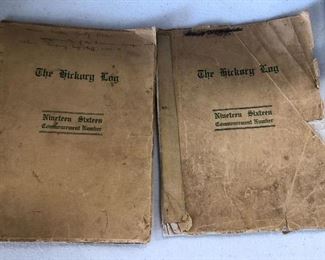 The Hickory Log
Nineteen Sixteen
Commencement Number
The Hickory Log
Nineteen Sixteen
Commencement Number